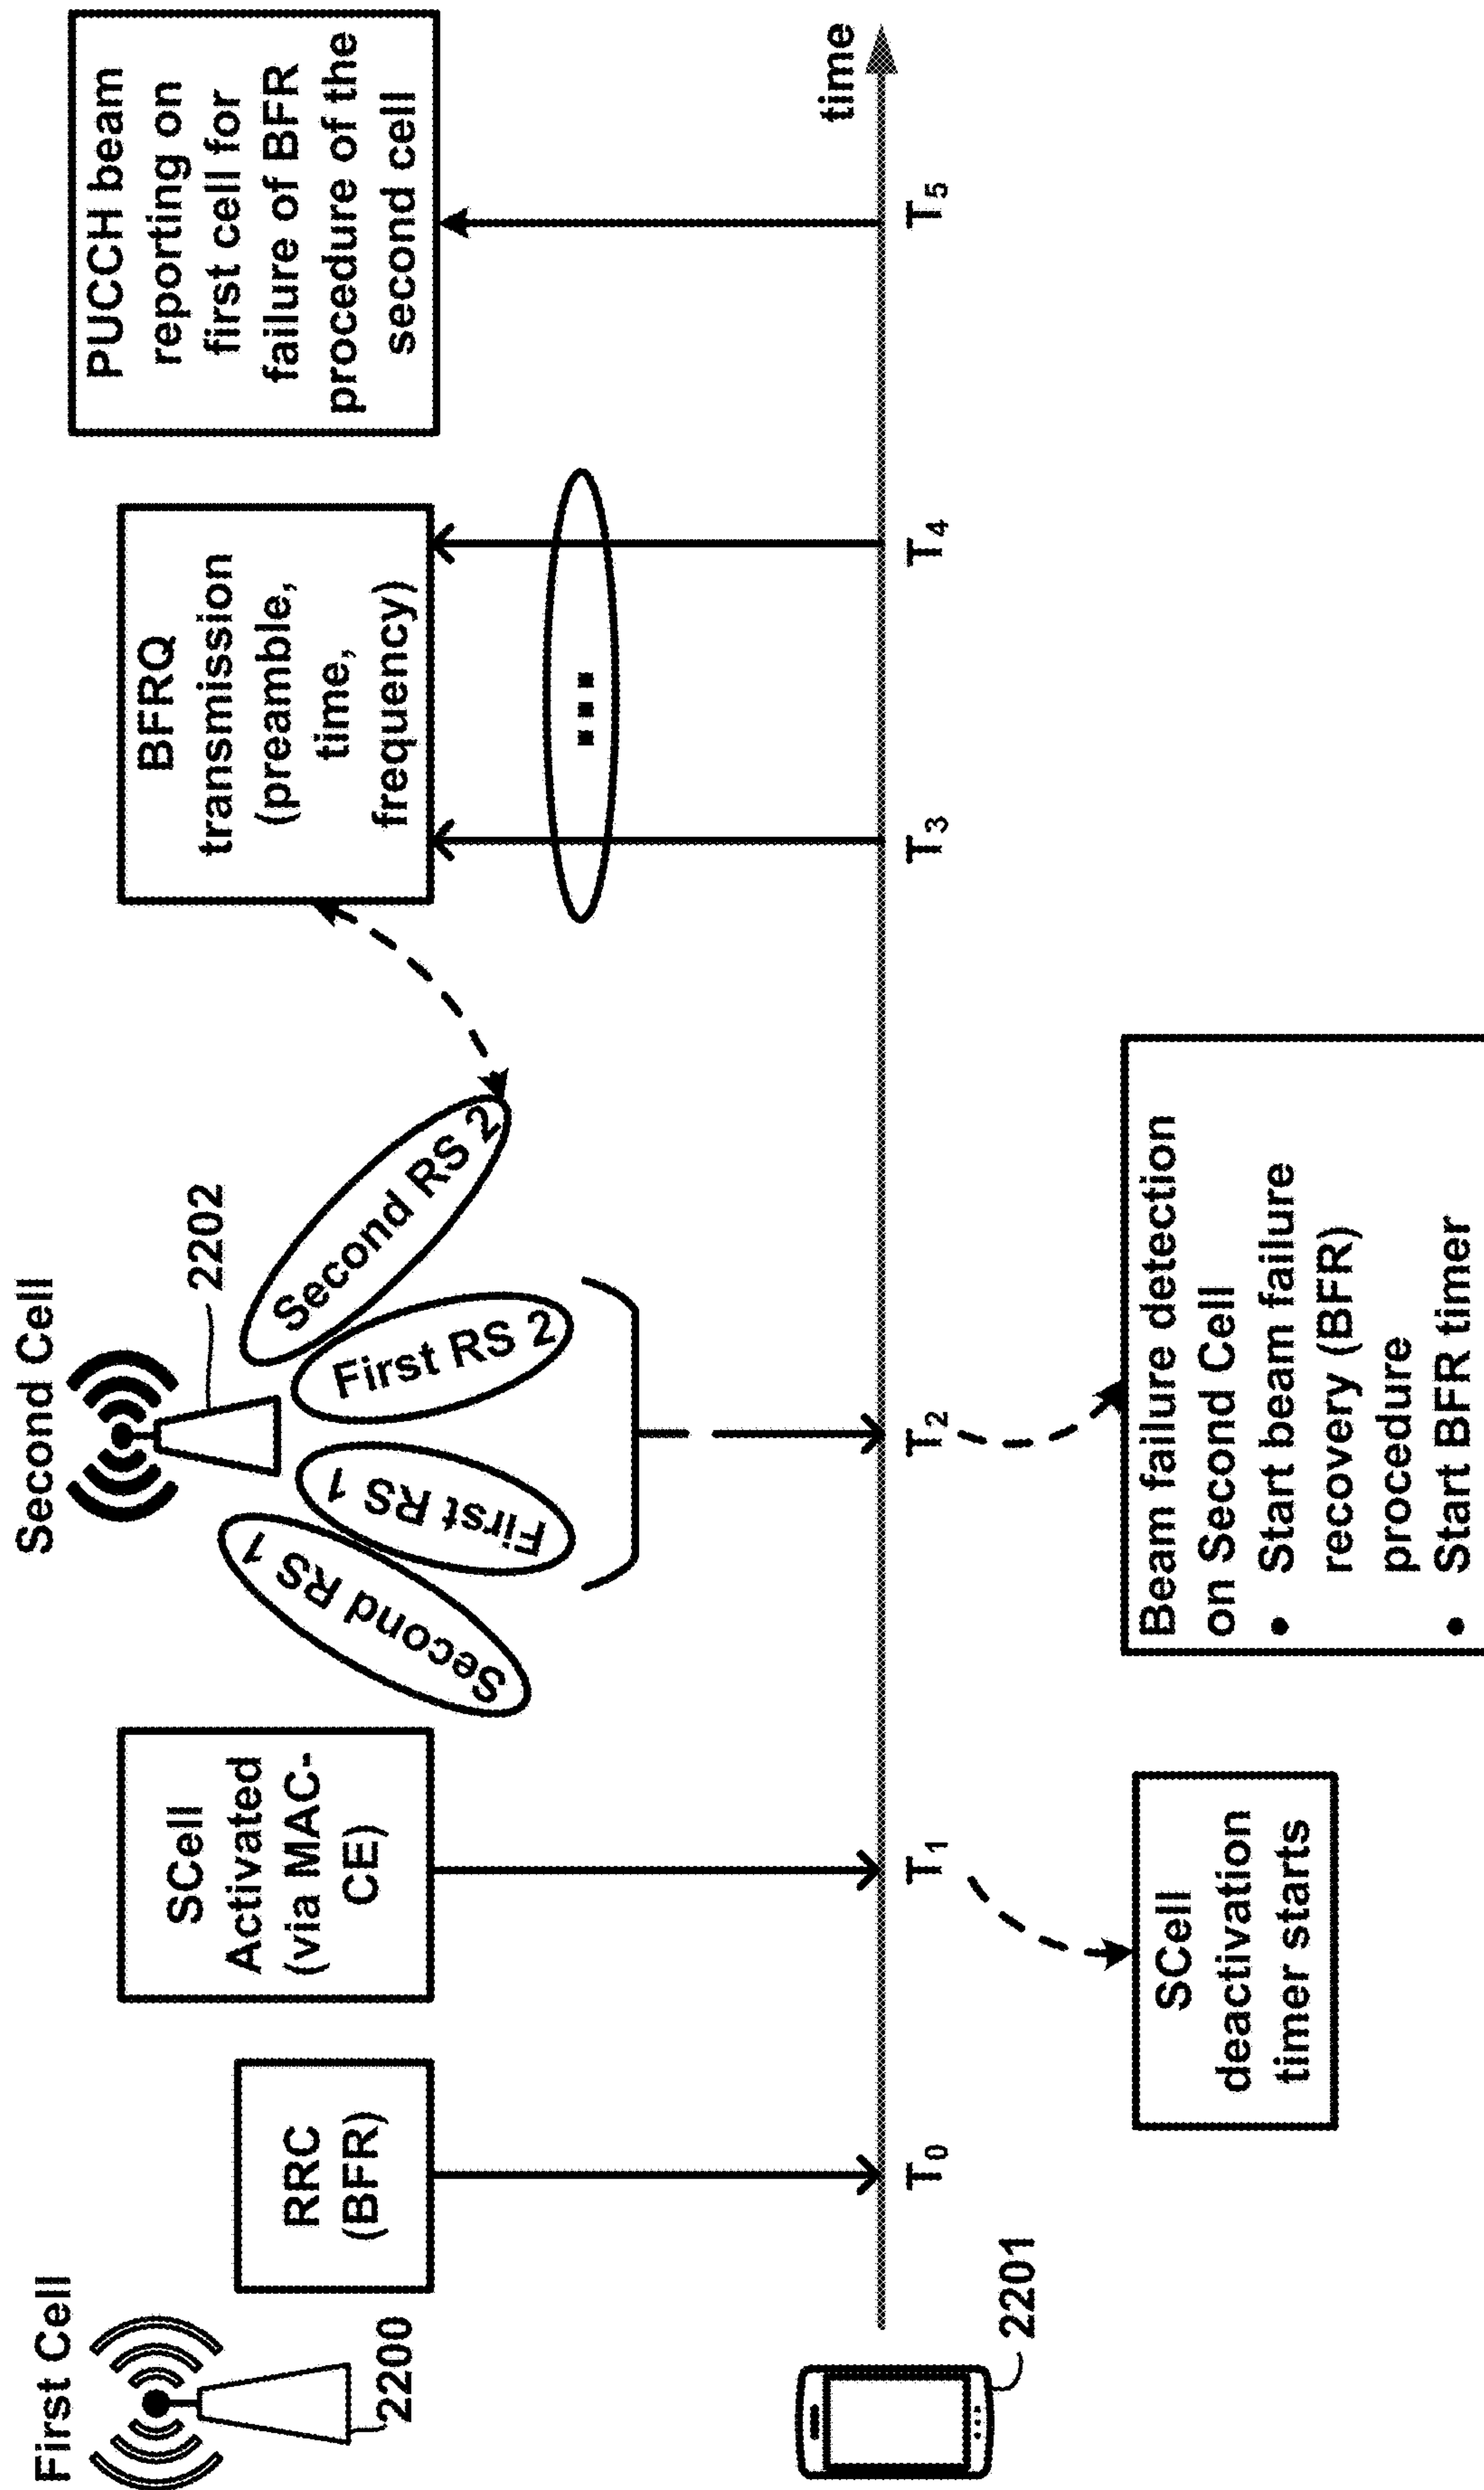 First Cell
2200
RRC
(BFR)
SCell
Activated
(via MAC-
CE)
Second Cell
2202
Second RS 1
First RS 1
First RS 2
Second RS 2
BFRQ
transmission
(preamble,
time,
frequency)
PUCCH beam
reporting on
first cell for
failure of BFR
procedure of the
second cell
...
time
2201
T0
T1
T2
T3
T4
T5
SCell
deactivation
timer starts
Beam failure detection
on Second Cell
• Start beam failure
recovery (BFR)
procedure
• Start BFR timer